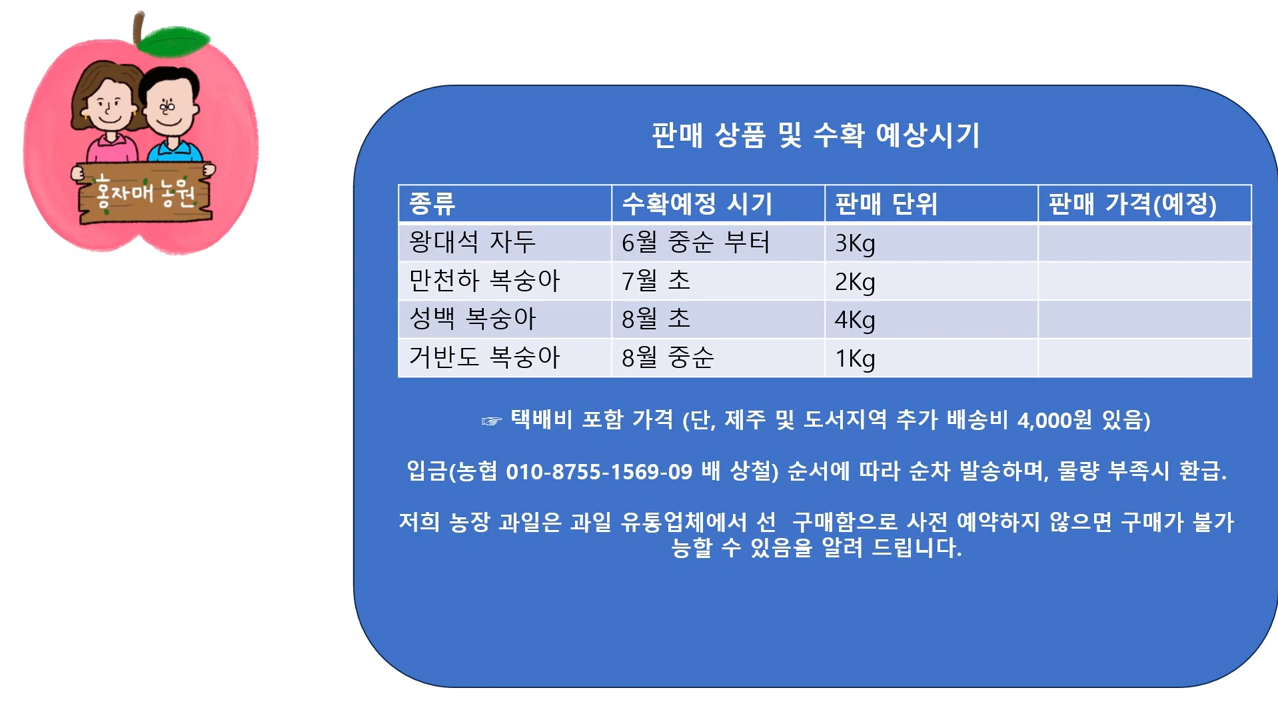 홍자매 농원
판매 상품 및 수확 예상시기
종류 수확예정 시기 판매 단위 판매 가격(예정)
왕대석 자두 6월 중순 부터 3Kg
만천하 복숭아 7월 초 2Kg
성백 복숭아 8월 초 4Kg
거반도 복숭아 8월 중순 1Kg
☞ 택배비 포함 가격 (단, 제주 및 도서지역 추가 배송비 4,000원 있음)
입금(농협 010-8755-1569-09 배 상철) 순서에 따라 순차 발송하며, 물량 부족시 환급.
저희 농장 과일은 과일 유통업체에서 선  구매함으로 사전 예약하지 않으면 구매가 불가
능할 수 있음을 알려 드립니다.